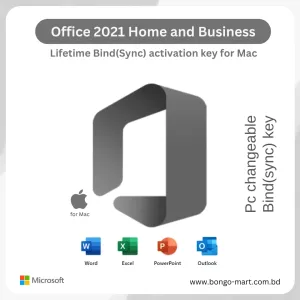 Office 2021 Home and Business
Lifetime Bind(Sync) activation key for Mac
Pc changeable
Bind(sync) key
for Mac
Word Excel PowerPoint Outlook
Microsoft
www.bongo-mart.com.bd